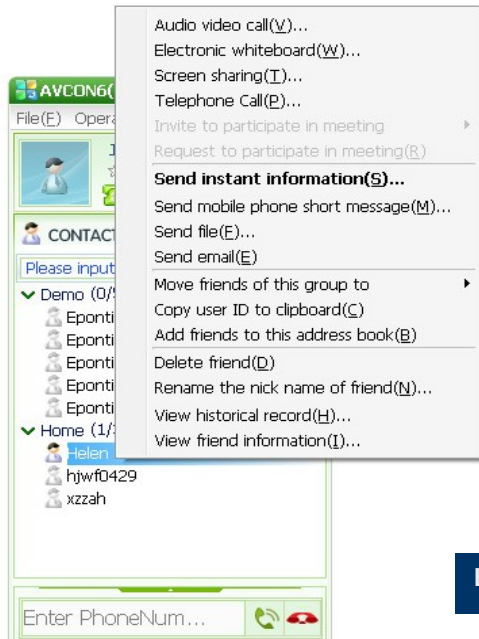 Audio video call(V)...
Electronic whiteboard(W)...
Screen sharing(T)...
Telephone Call(P)...
Invite to participate in meeting
Request to participate in meeting(R)
Send instant information(S)...
Send mobile phone short message(M)...
Send file(F)...
Send email(E)
Move friends of this group to
Copy user ID to clipboard(C)
Add friends to this address book(B)
Delete friend(D)
Rename the nick name of friend(N)...
View historical record(H)...
View friend information(I)...
AVCON6(
File(F) Opera
CONTACT
Please input
Demo (0/
Eponti
Eponti
Eponti
Eponti
Eponti
Home (1/
Helen
hjwf0429
xzzah
Enter PhoneNum...